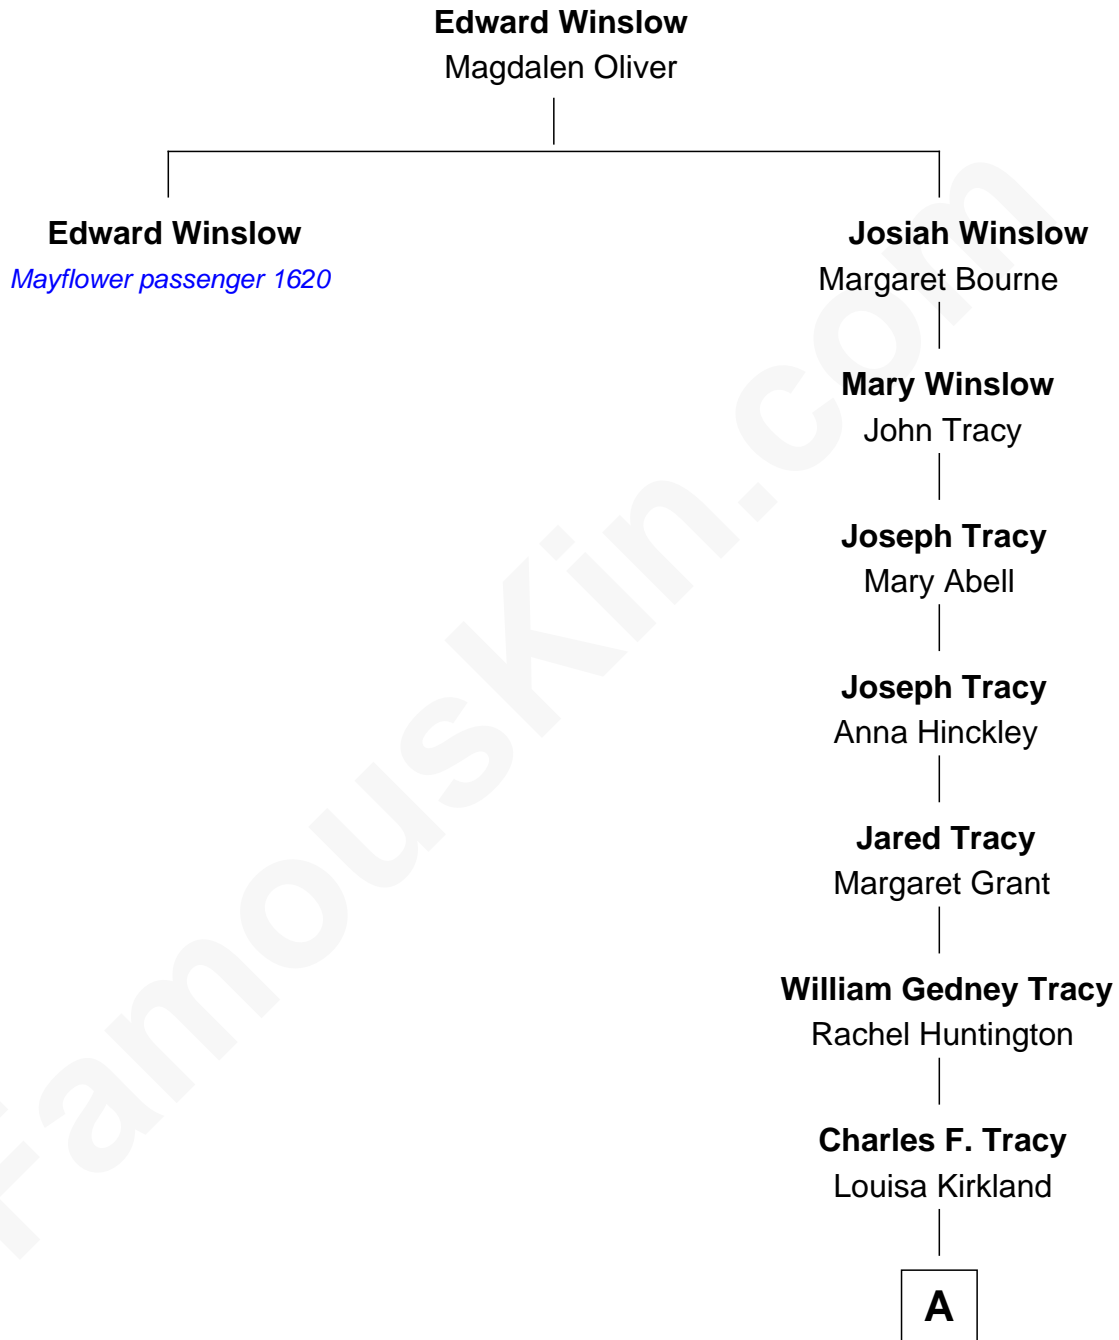 Edward Winslow
Magdalen Oliver
Edward Winslow
Mayflower passenger 1620
Josiah Winslow
Margaret Bourne
Mary Winslow
John Tracy
Joseph Tracy
Mary Abell
Joseph Tracy
Anna Hinckley
Jared Tracy
Margaret Grant
William Gedney Tracy
Rachel Huntington
Charles F. Tracy
Louisa Kirkland
A
FamousKin.com